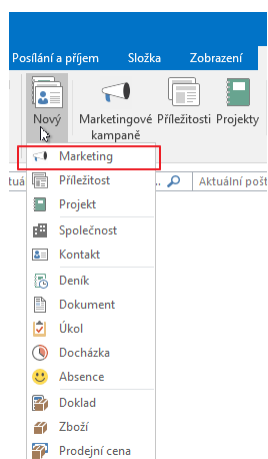 Posílání a příjem Složka Zobrazení
Nový Marketingové kampaně Příležitosti Projekty
Marketing
Příležitost
Aktuální pošt
Projekt
Společnost
Kontakt
Deník
Dokument
Úkol
Docházka
Absence
Doklad
Zboží
Prodejní cena